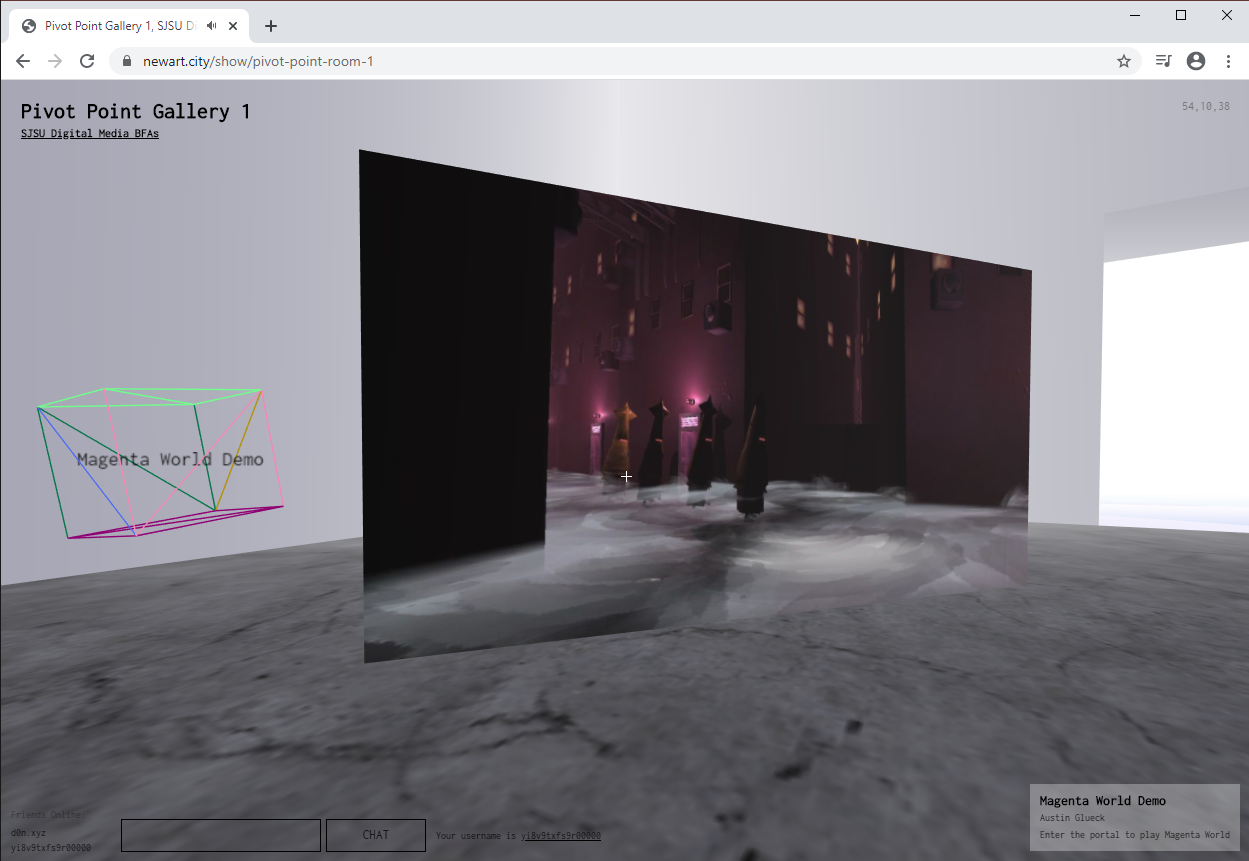 Pivot Point Gallery 1, SJSU Di
newart.city/show/pivot-point-room-1
Pivot Point Gallery 1
SJSU Digital Media BFAs
54,10,38
Magenta World Demo
Magenta World Demo
Austin Glueck
Enter the portal to play Magenta World
Friends Online:
d0n.xyz
yi8v9txfs9r00000
CHAT
Your username is yi8v9txfs9r00000